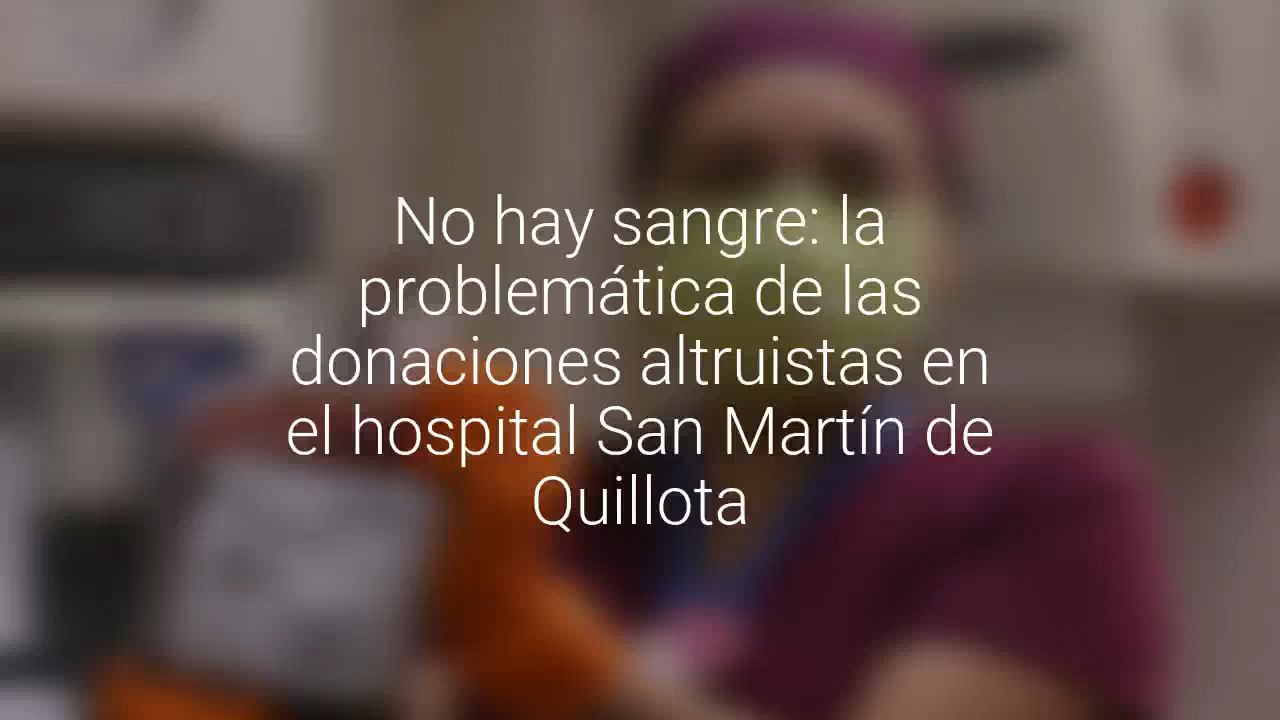 No hay sangre: la
problemática de las
donaciones altruistas en
el hospital San Martín de
Quillota